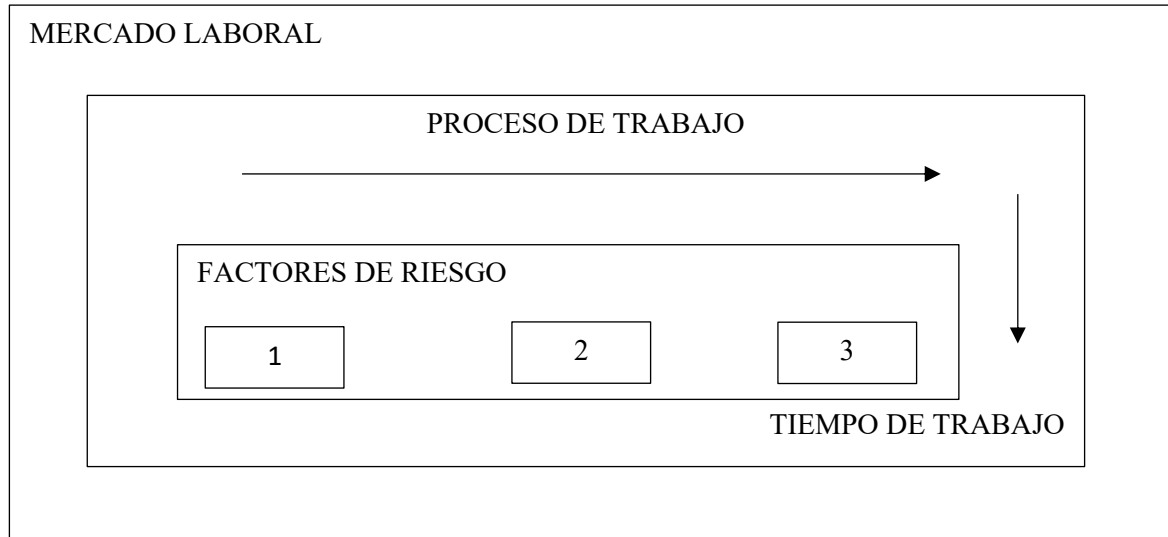 MERCADO LABORAL
PROCESO DE TRABAJO
FACTORES DE RIESGO
1
2
3
TIEMPO DE TRABAJO